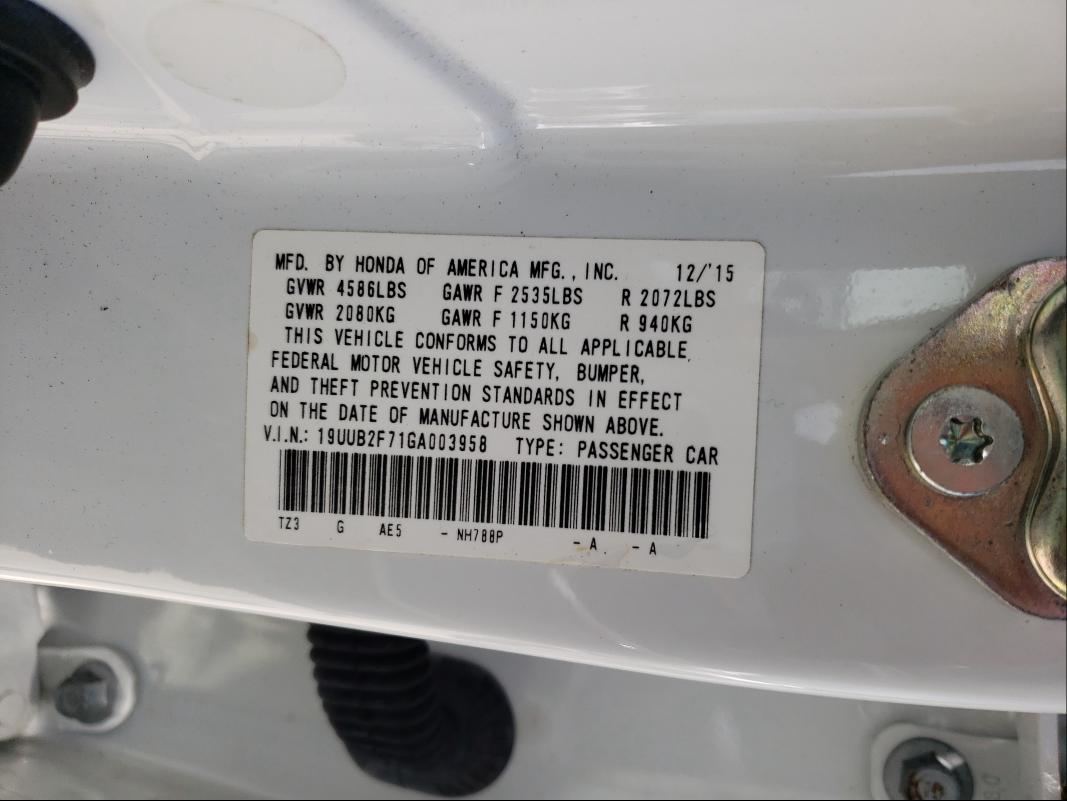 MFD. BY HONDA OF AMERICA MFG., INC. 12/'15
GVWR 4586LBS GAWR F 2535LBS R 2072LBS
GVWR 2080KG GAWR F 1150KG R 940KG
THIS VEHICLE CONFORMS TO ALL APPLICABLE
FEDERAL MOTOR VEHICLE SAFETY, BUMPER,
AND THEFT PREVENTION STANDARDS IN EFFECT
ON THE DATE OF MANUFACTURE SHOWN ABOVE.
V.I.N.: 19UUB2F71GA003958 TYPE: PASSENGER CAR
TZ3 G AE5 - NH788P - A - A